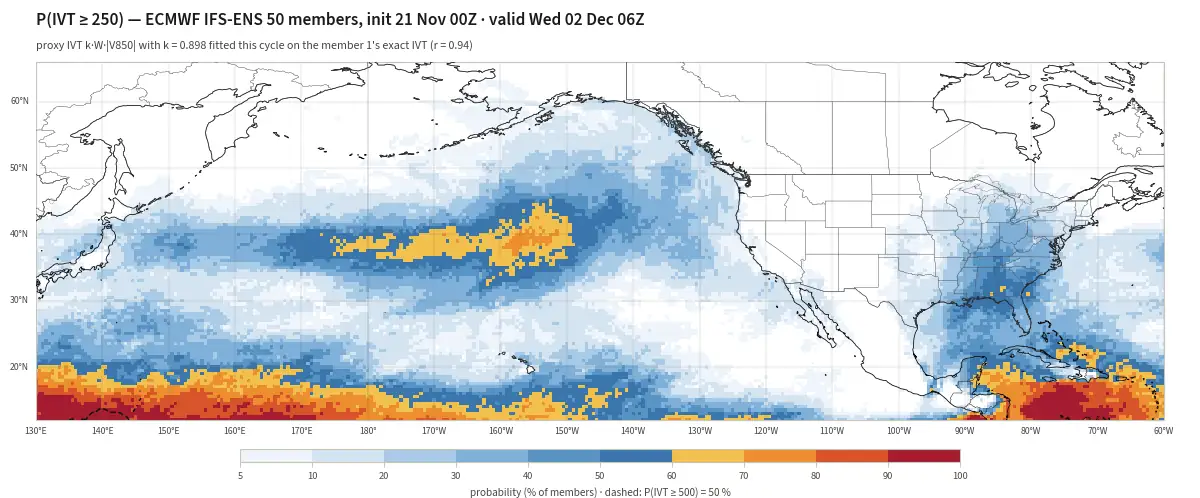 P(IVT ≥ 250) — ECMWF IFS-ENS 50 members, init 21 Nov 00Z · valid Wed 02 Dec 06Z
proxy IVT k·W·|V850| with k = 0.898 fitted this cycle on the member 1's exact IVT (r = 0.94)
60°N
50°N
40°N
30°N
20°N
130°E 140°E 150°E 160°E 170°E 180° 170°W 160°W 150°W 140°W 130°W 120°W 110°W 100°W 90°W 80°W 70°W 60°W
5 10 20 30 40 50 60 70 80 90 100
probability (% of members) · dashed: P(IVT ≥ 500) = 50 %